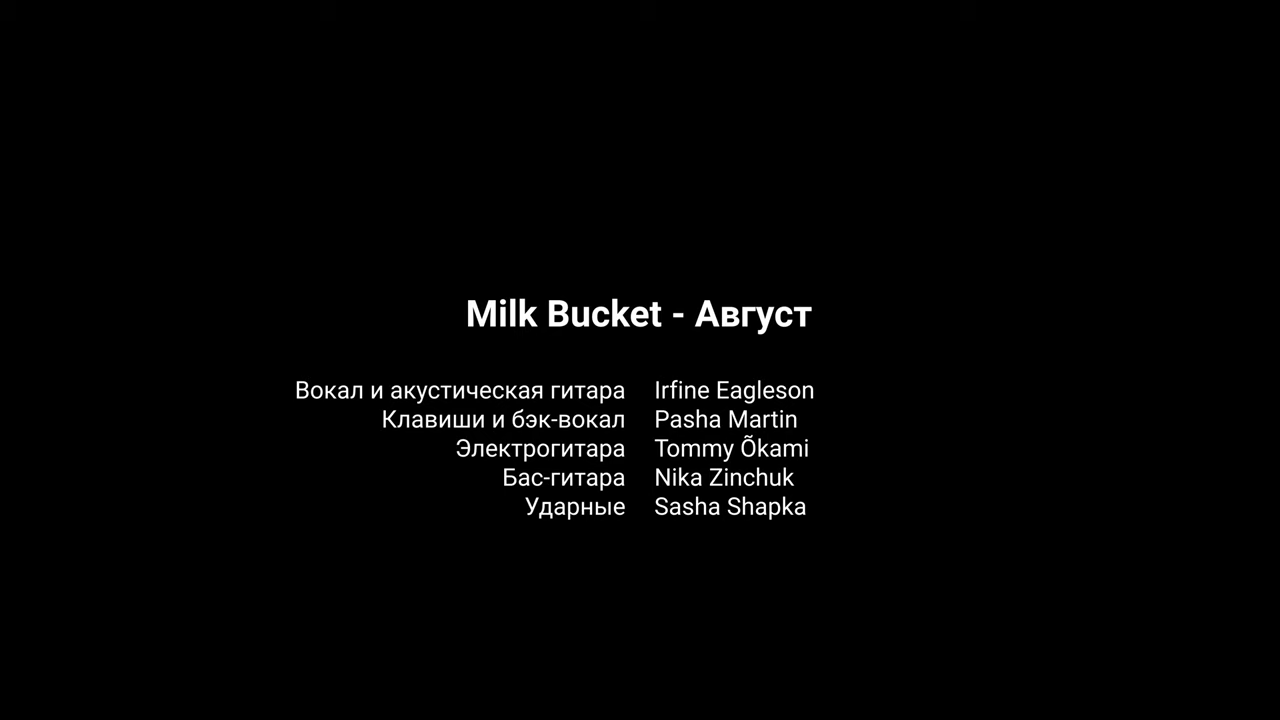 Milk Bucket - Август
Вокал и акустическая гитара Irfine Eagleson
Клавиши и бэк-вокал Pasha Martin
Электрогитара Tommy Õkami
Бас-гитара Nika Zinchuk
Ударные Sasha Shapka